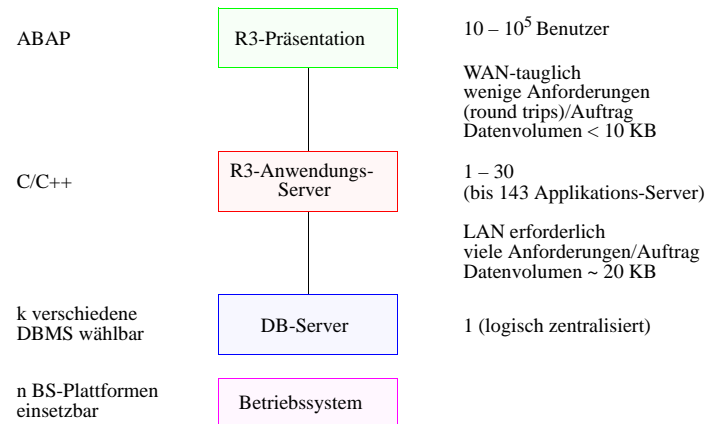 ABAP
R3-Präsentation
10 – 10⁵ Benutzer
WAN-tauglich
wenige Anforderungen
(round trips)/Auftrag
Datenvolumen < 10 KB
C/C++
R3-Anwendungs-
Server
1 – 30
(bis 143 Applikations-Server)
LAN erforderlich
viele Anforderungen/Auftrag
Datenvolumen ~ 20 KB
k verschiedene
DBMS wählbar
DB-Server
1 (logisch zentralisiert)
n BS-Plattformen
einsetzbar
Betriebssystem